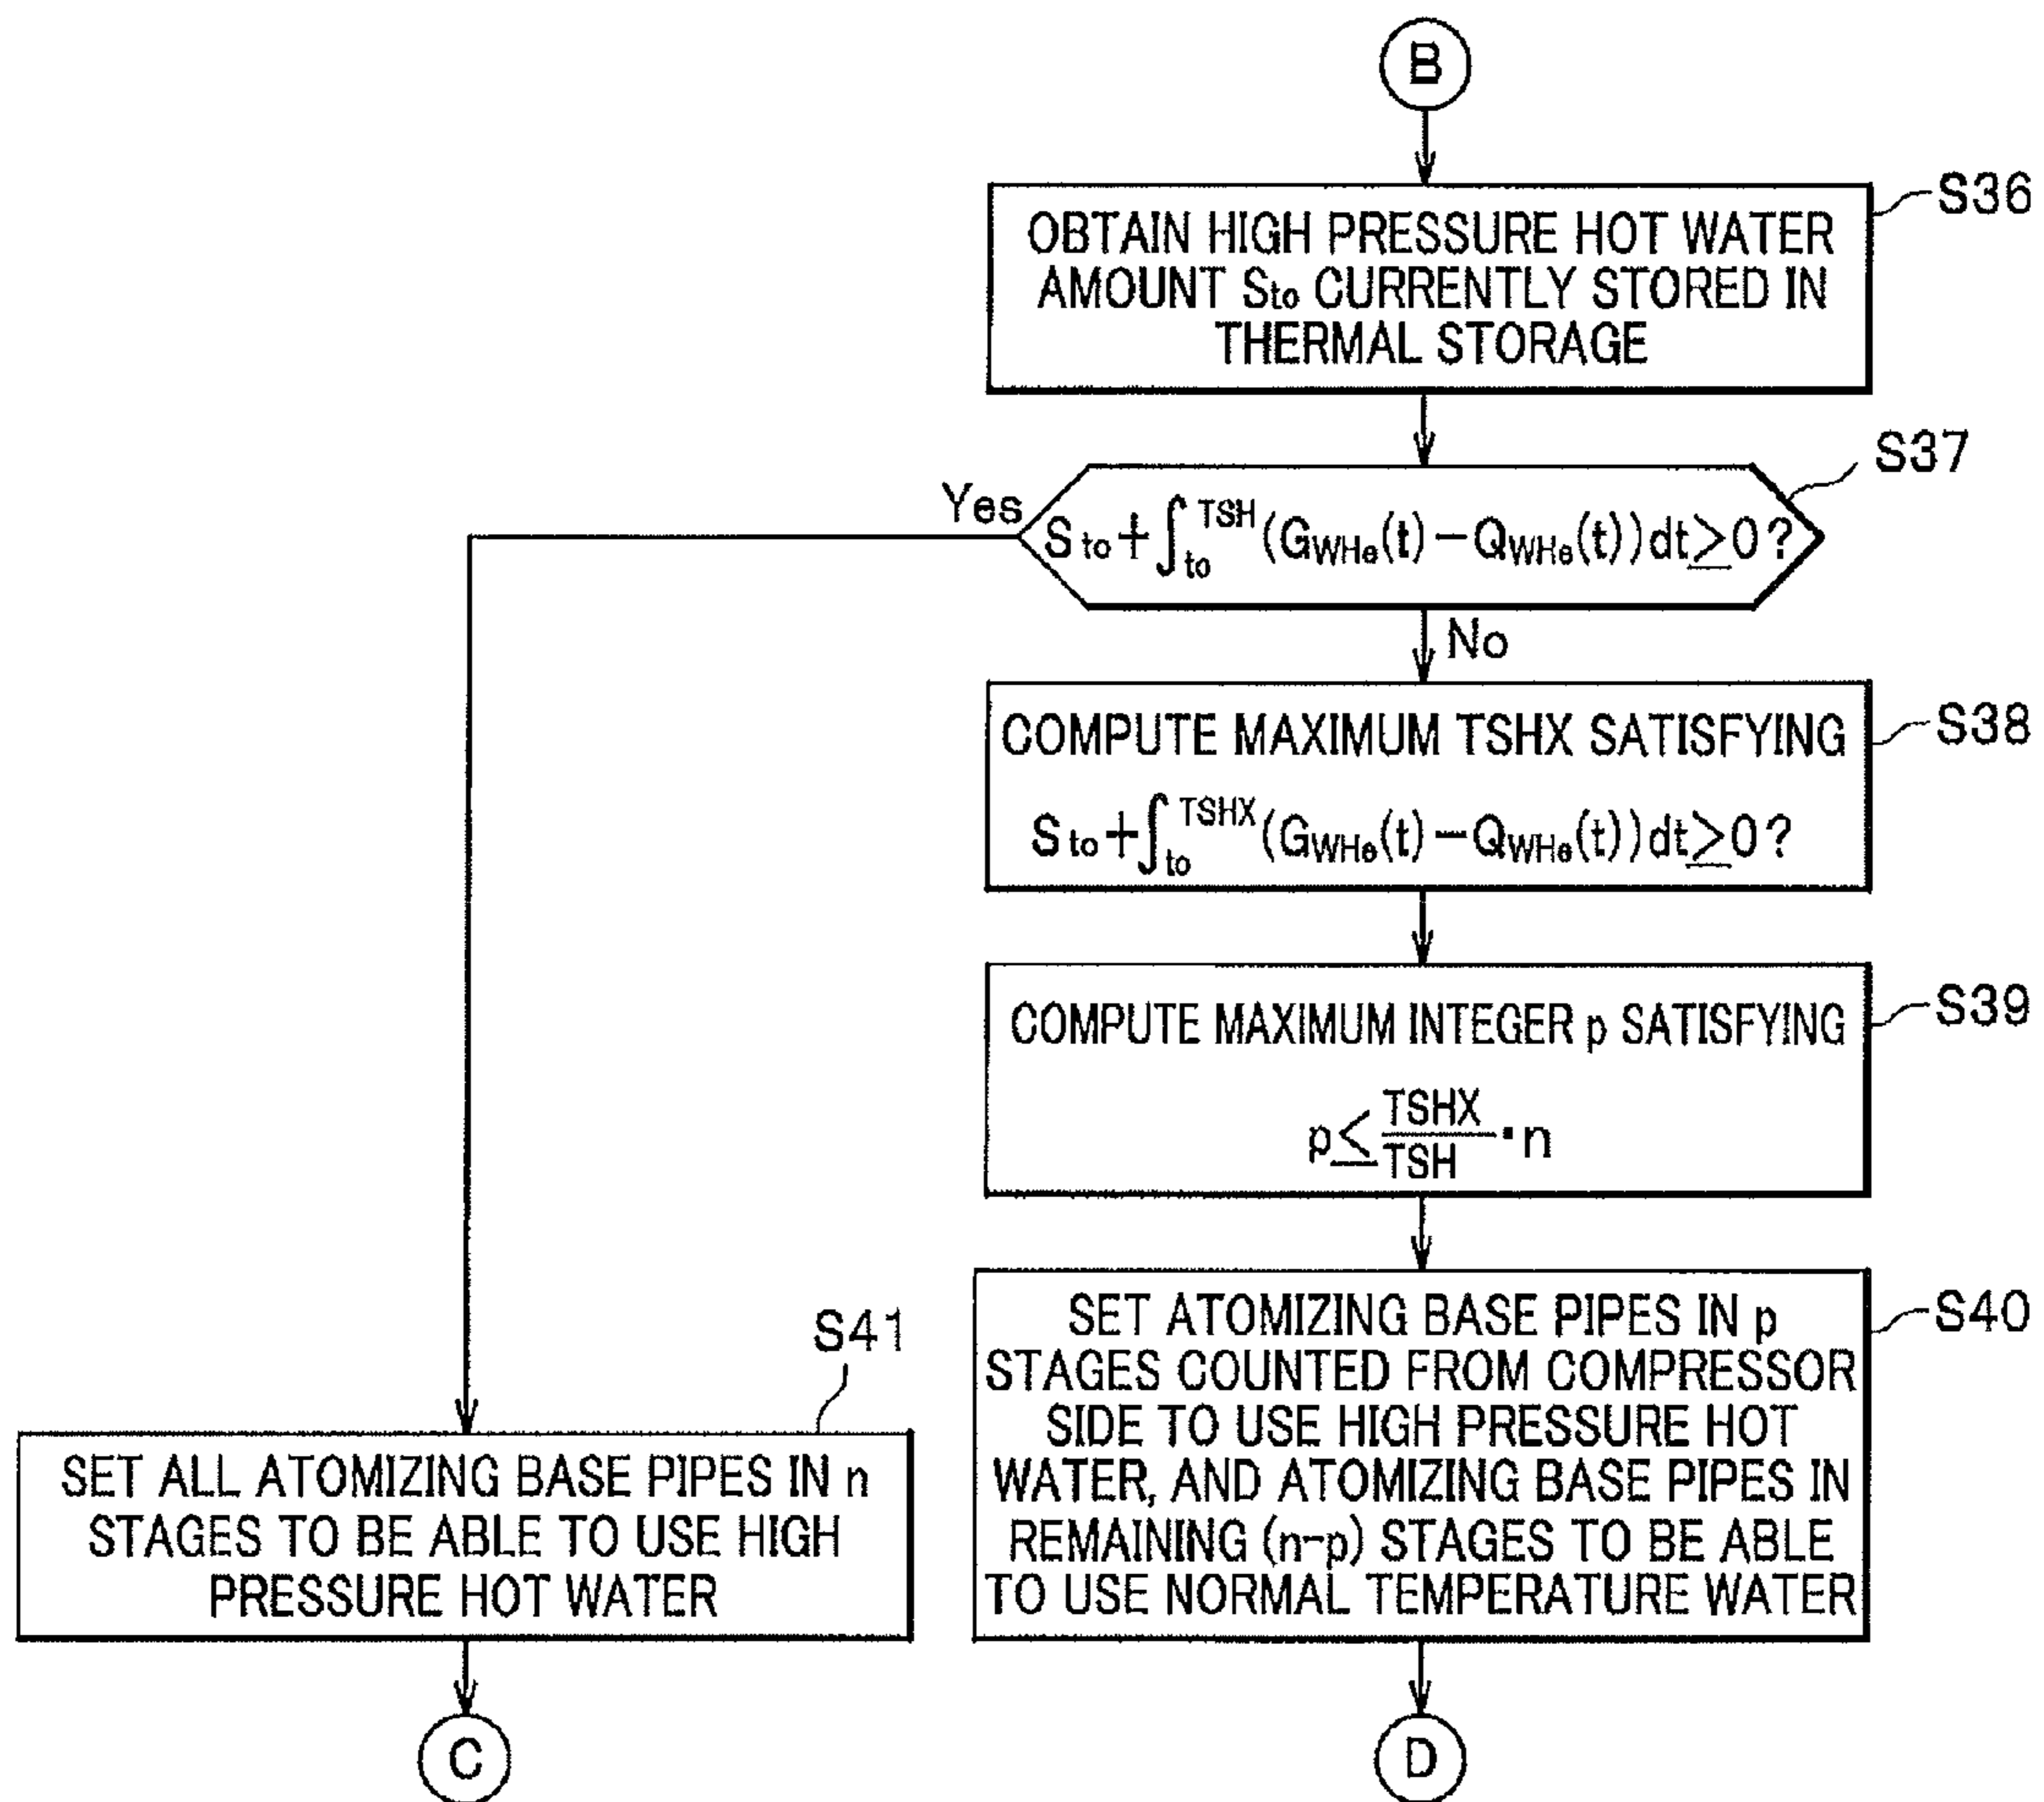 B
S36
OBTAIN HIGH PRESSURE HOT WATER
AMOUNT Sto CURRENTLY STORED IN
THERMAL STORAGE
S37
Yes
Sto+∫to^TSH(GWHe(t)−QWHe(t))dt≥0?
No
S38
COMPUTE MAXIMUM TSHX SATISFYING
Sto+∫to^TSHX(GWHe(t)−QWHe(t))dt≥0?
S39
COMPUTE MAXIMUM INTEGER p SATISFYING
p≤TSHX/TSH·n
S40
SET ATOMIZING BASE PIPES IN p
STAGES COUNTED FROM COMPRESSOR
SIDE TO USE HIGH PRESSURE HOT
WATER, AND ATOMIZING BASE PIPES IN
REMAINING (n-p) STAGES TO BE ABLE
TO USE NORMAL TEMPERATURE WATER
S41
SET ALL ATOMIZING BASE PIPES IN n
STAGES TO BE ABLE TO USE HIGH
PRESSURE HOT WATER
C
D